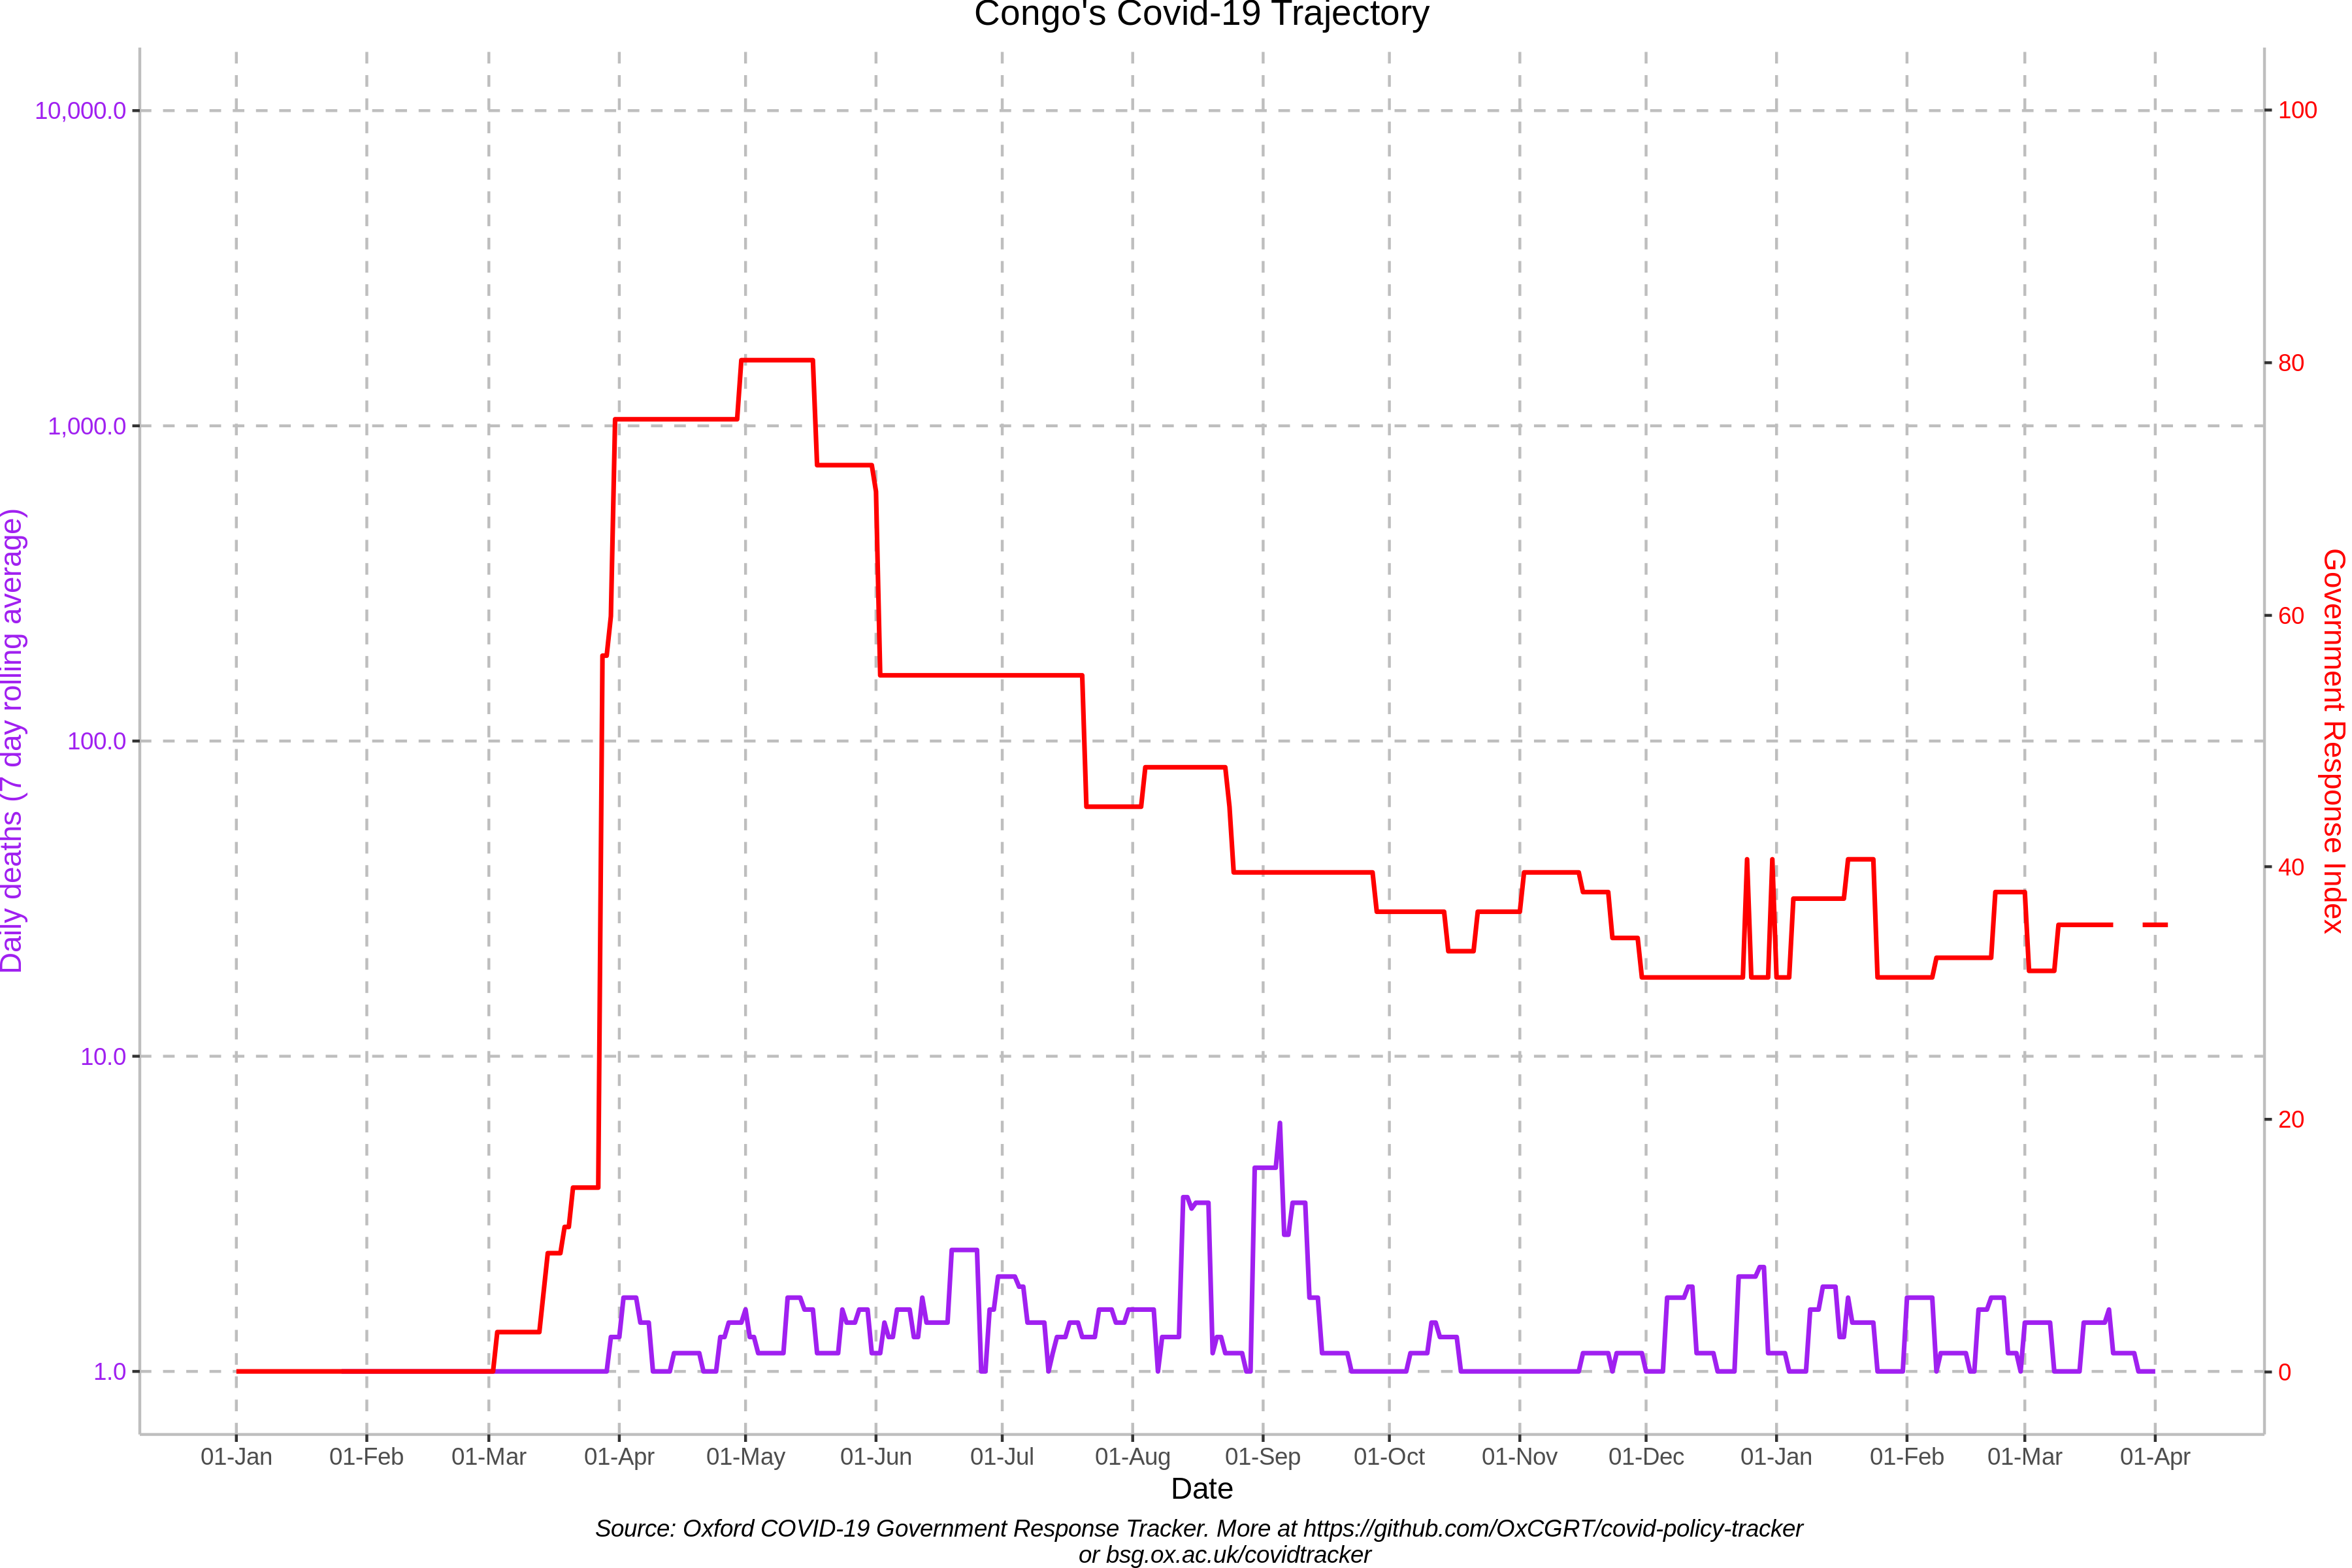 Congo's Covid-19 Trajectory
Daily deaths (7 day rolling average)
10,000.0
1,000.0
100.0
10.0
1.0
100
80
60
40
20
0
Government Response Index
01-Jan 01-Feb 01-Mar 01-Apr 01-May 01-Jun 01-Jul 01-Aug 01-Sep 01-Oct 01-Nov 01-Dec 01-Jan 01-Feb 01-Mar 01-Apr
Date
Source: Oxford COVID-19 Government Response Tracker. More at https://github.com/OxCGRT/covid-policy-tracker
or bsg.ox.ac.uk/covidtracker